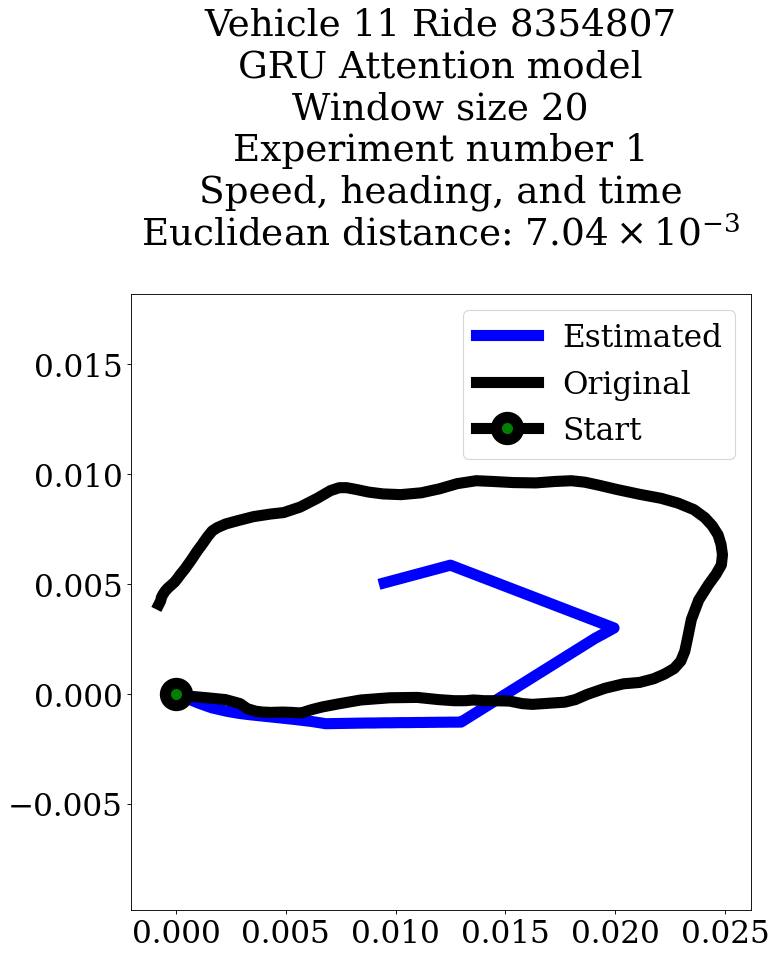 Vehicle 11 Ride 8354807
GRU Attention model
Window size 20
Experiment number 1
Speed, heading, and time
Euclidean distance: 7.04 × 10⁻³
Estimated
Original
Start
0.015
0.010
0.005
0.000
−0.005
0.000 0.005 0.010 0.015 0.020 0.025